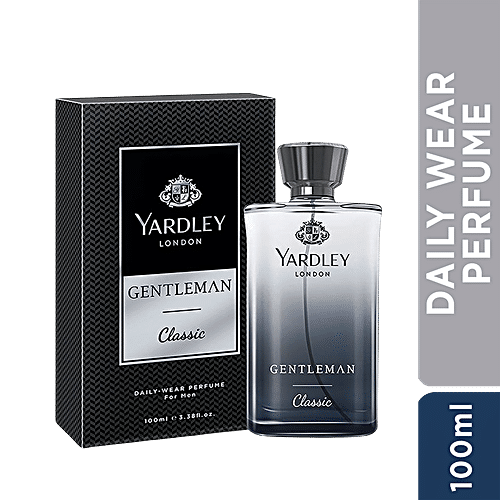 YARDLEY
LONDON
GENTLEMAN
Classic
DAILY-WEAR PERFUME
For Men
100ml ℮ 3.38fl.oz.
YARDLEY
LONDON
GENTLEMAN
Classic
DAILY WEAR
PERFUME
100ml